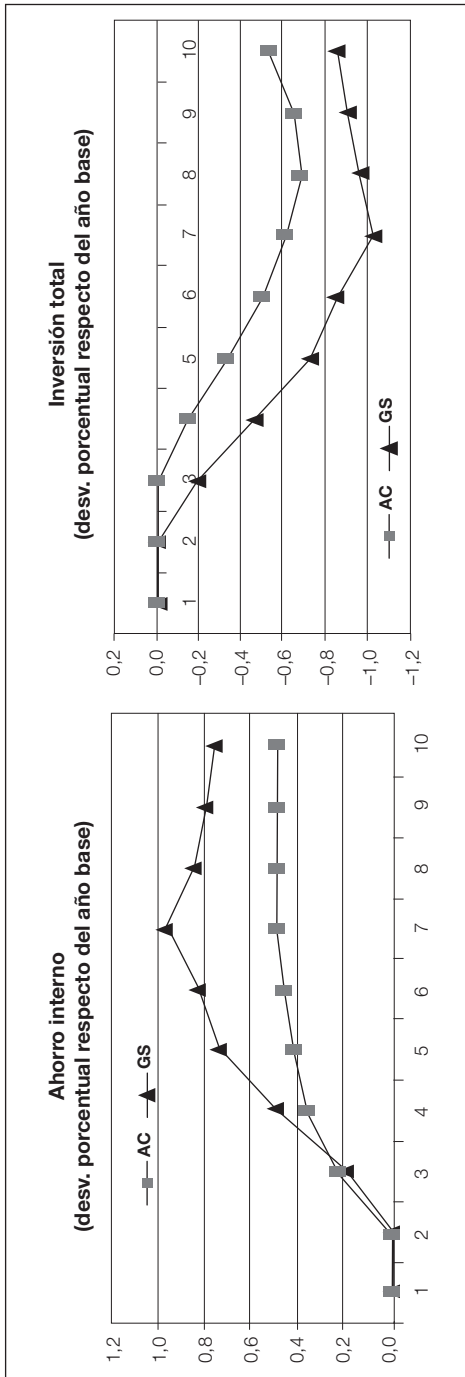 Ahorro interno
(desv. porcentual respecto del año base)
AC GS
1,2
1,0
0,8
0,6
0,4
0,2
0,0
1 2 3 4 5 6 7 8 9 10
Inversión total
(desv. porcentual respecto del año base)
0,2
0,0
–0,2
–0,4
–0,6
–0,8
–1,0
–1,2
1 2 3 5 6 7 8 9 10
AC GS